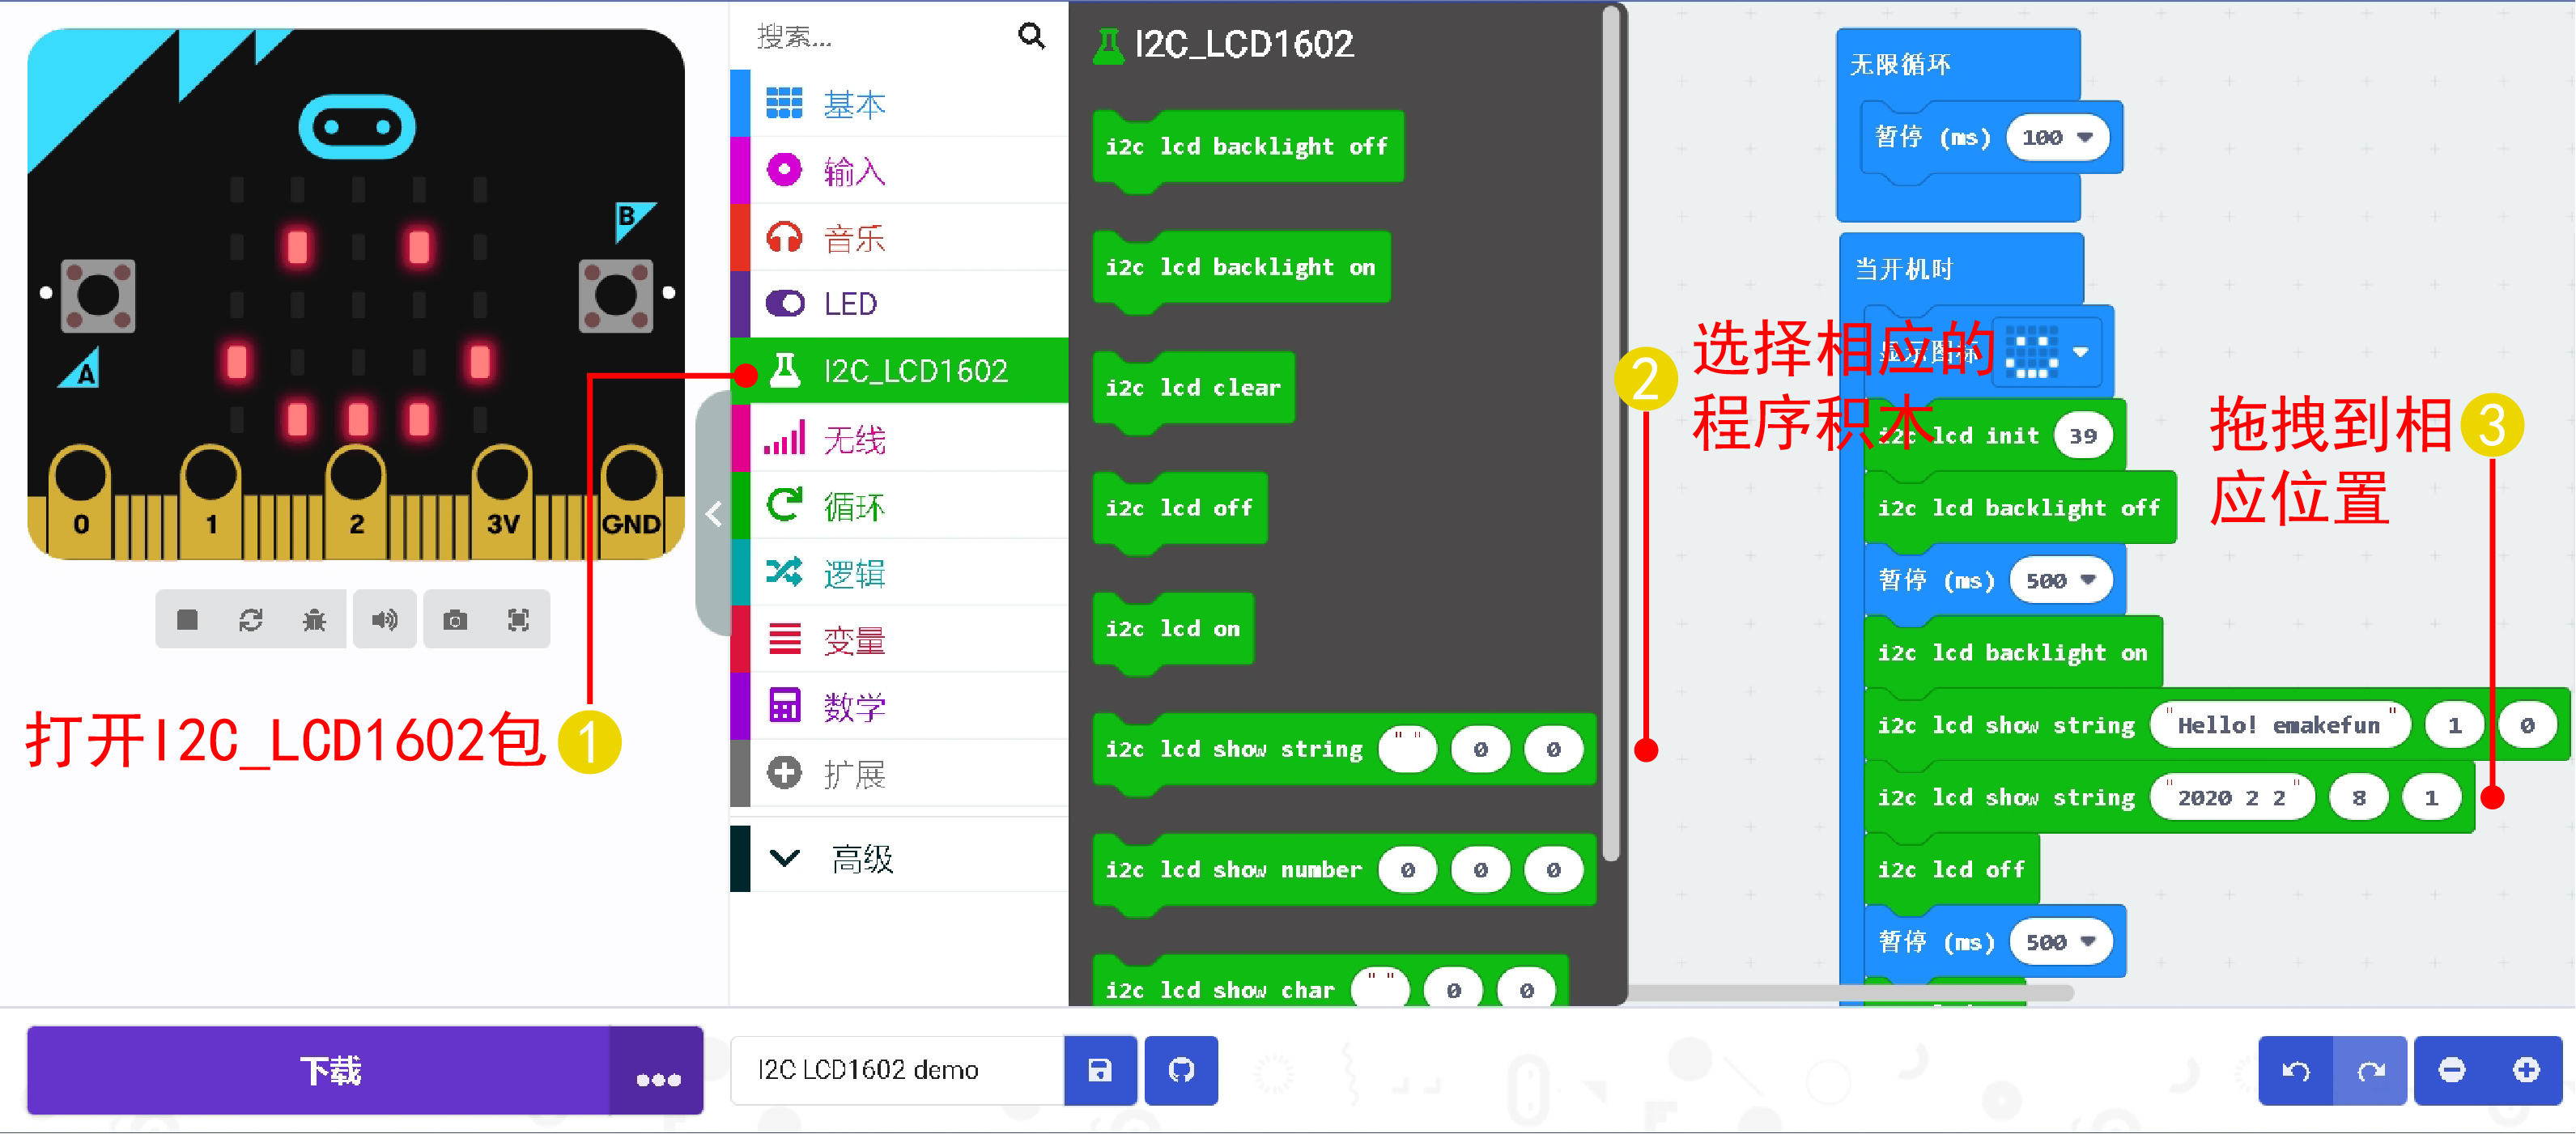 B
A
0
1
2
3V
GND
打开I2C_LCD1602包
1
下载
搜索...
基本
输入
音乐
LED
I2C_LCD1602
无线
循环
逻辑
变量
数学
扩展
高级
I2C LCD1602 demo
I2C_LCD1602
i2c lcd backlight off
i2c lcd backlight on
i2c lcd clear
i2c lcd off
i2c lcd on
i2c lcd show string " " 0 0
i2c lcd show number 0 0 0
i2c lcd show char " " 0 0
2
选择相应的
程序积木
无限循环
暂停 (ms) 100
当开机时
显示图标
i2c lcd init 39
i2c lcd backlight off
暂停 (ms) 500
i2c lcd backlight on
i2c lcd show string "Hello! emakefun" 1 0
i2c lcd show string "2020 2 2" 8 1
i2c lcd off
暂停 (ms) 500
拖拽到相
应位置
3